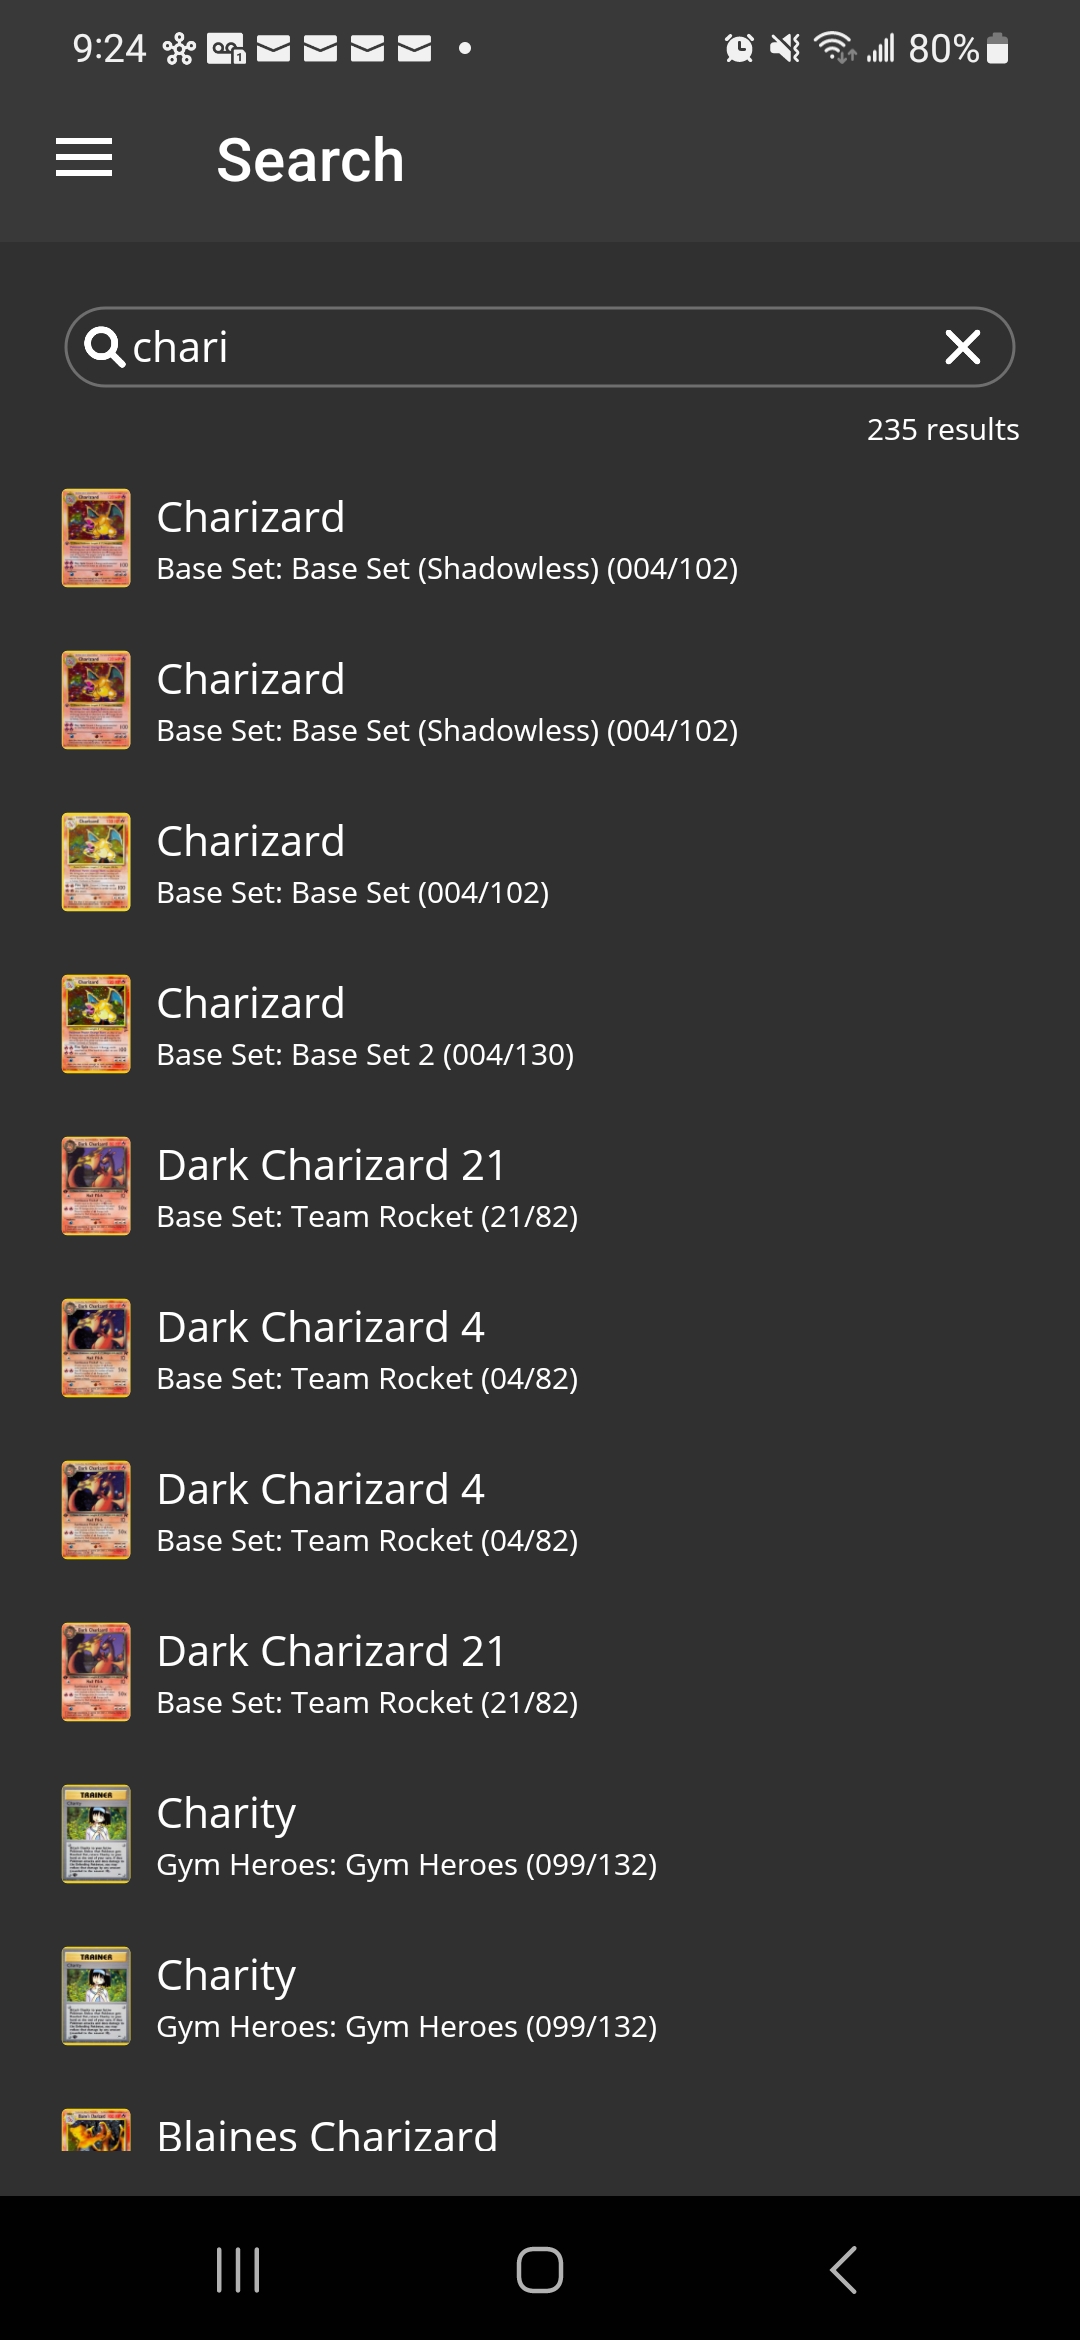 9:24
80%
Search
chari
235 results
Charizard
Base Set: Base Set (Shadowless) (004/102)
Charizard
Base Set: Base Set (Shadowless) (004/102)
Charizard
Base Set: Base Set (004/102)
Charizard
Base Set: Base Set 2 (004/130)
Dark Charizard 21
Base Set: Team Rocket (21/82)
Dark Charizard 4
Base Set: Team Rocket (04/82)
Dark Charizard 4
Base Set: Team Rocket (04/82)
Dark Charizard 21
Base Set: Team Rocket (21/82)
TRAINER
Charity
Gym Heroes: Gym Heroes (099/132)
TRAINER
Charity
Gym Heroes: Gym Heroes (099/132)
Blaines Charizard